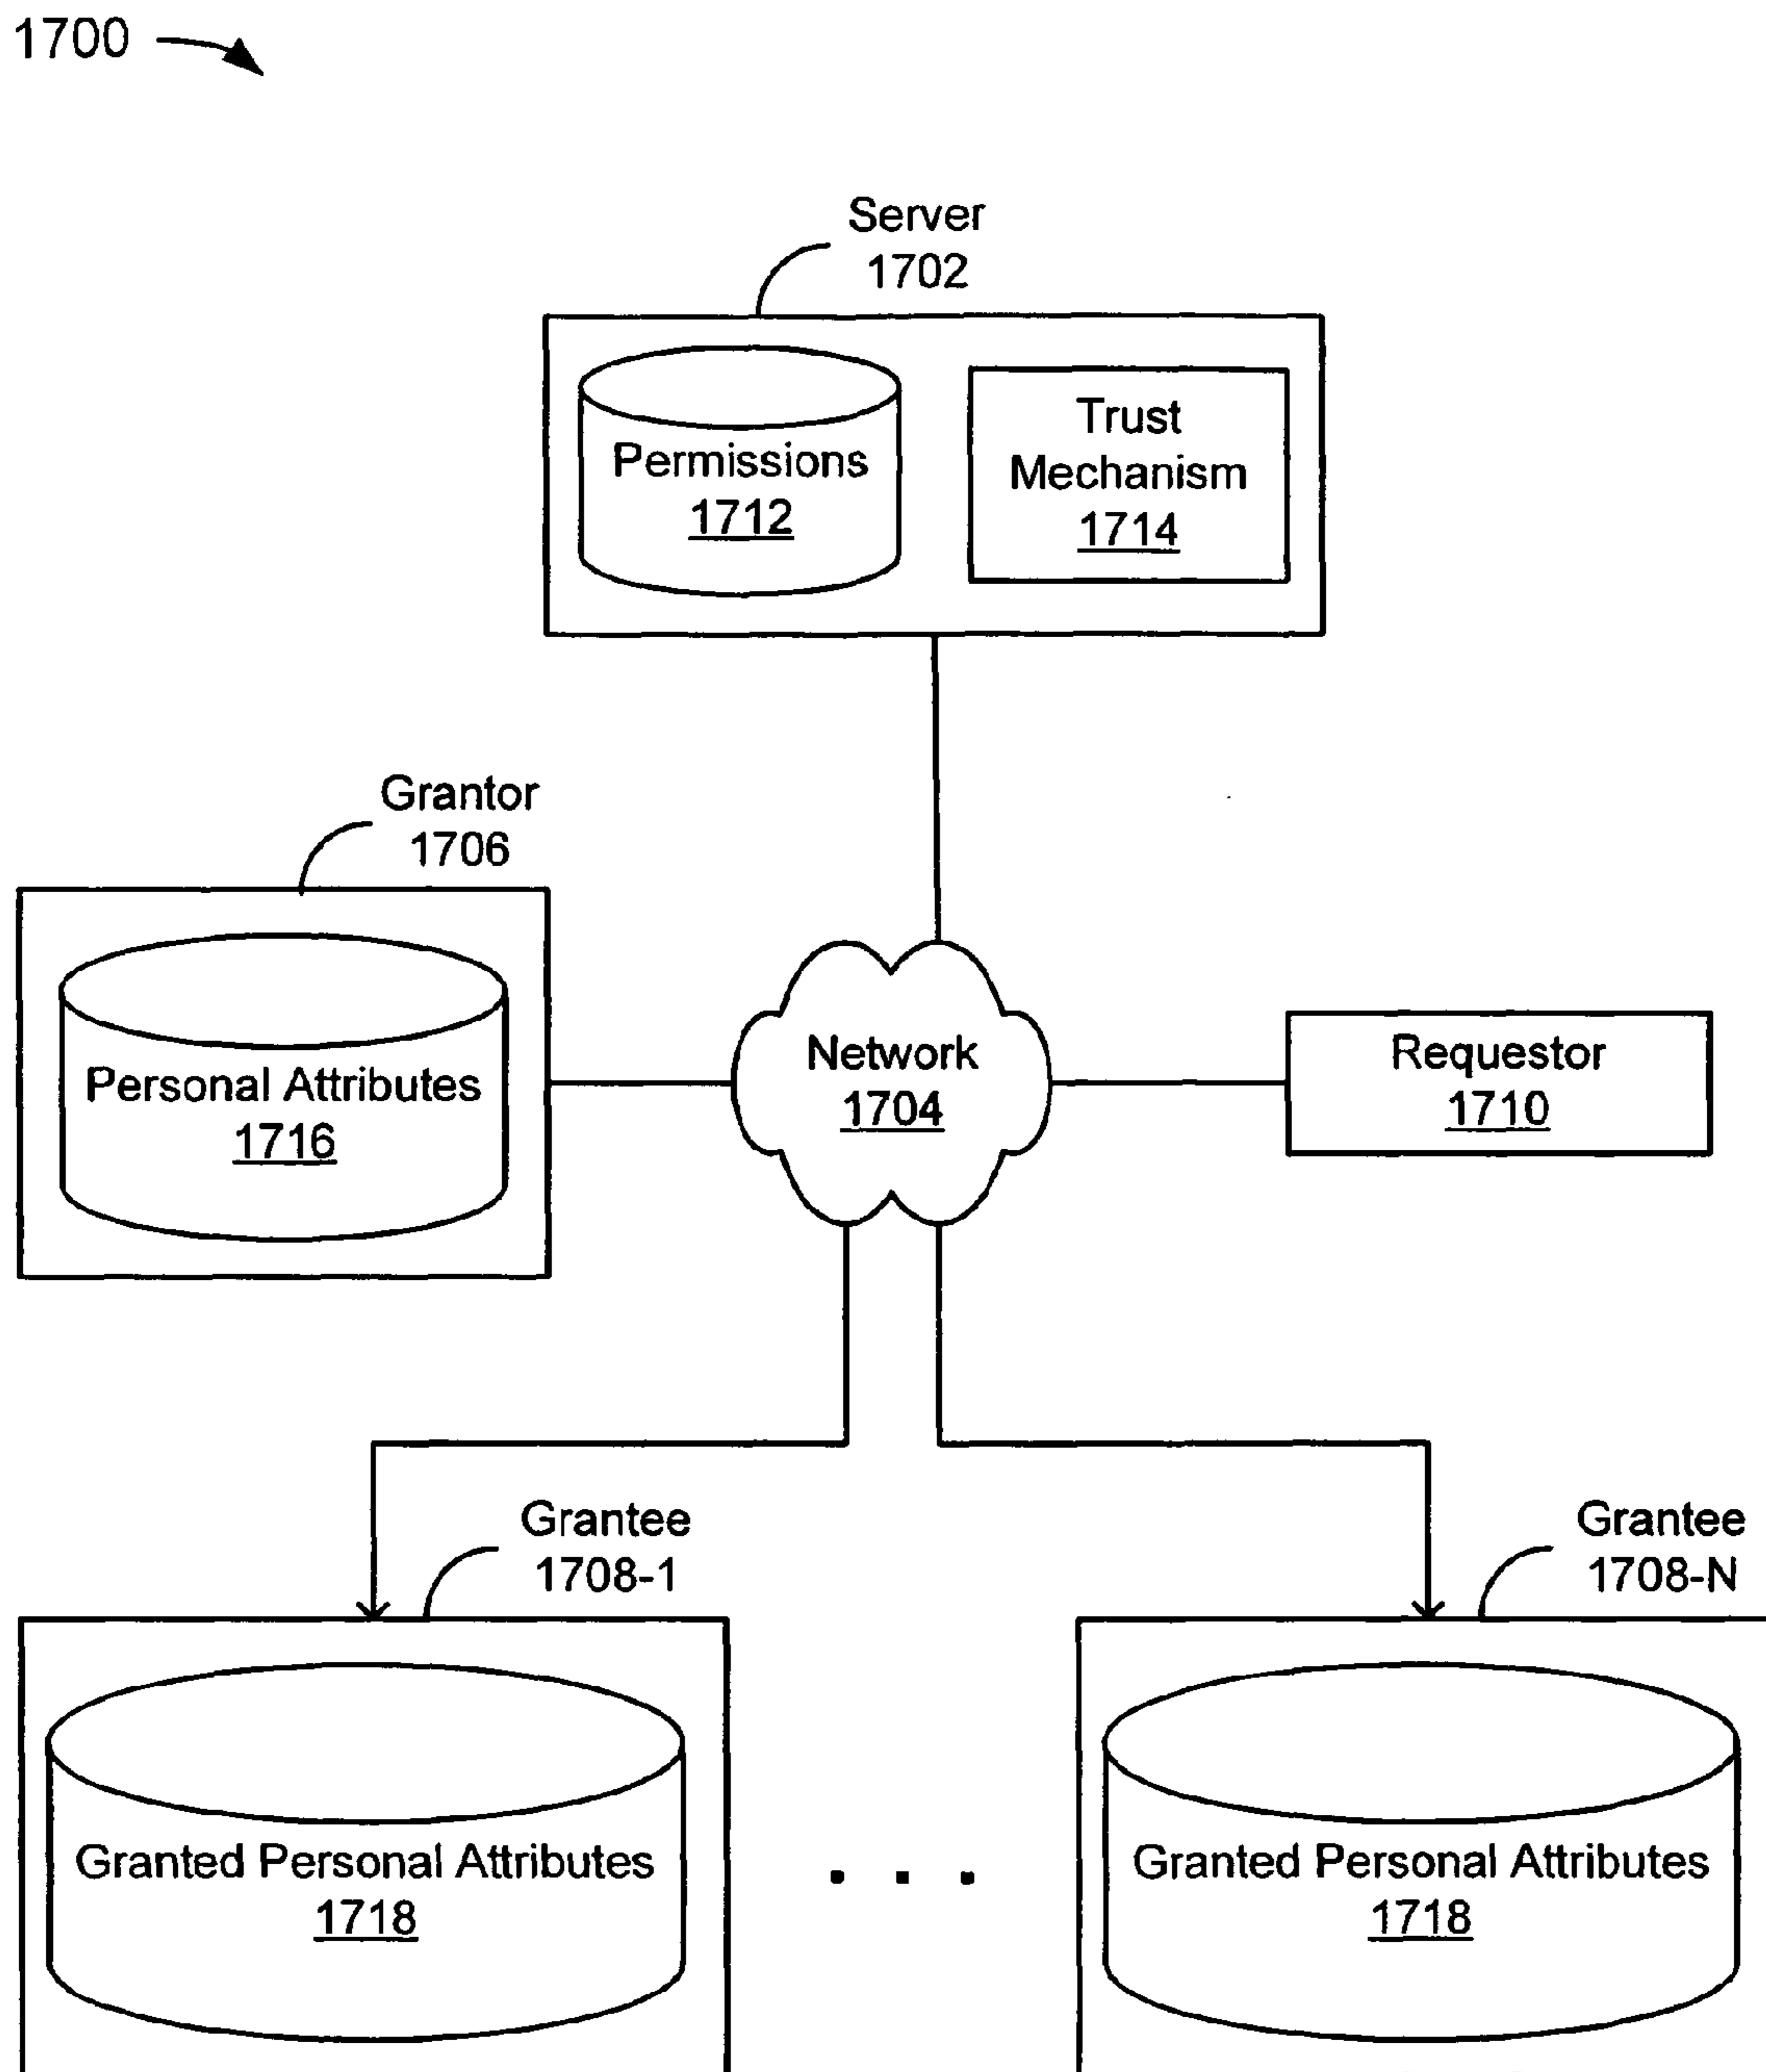 1700
Server
1702
Permissions
1712
Trust
Mechanism
1714
Grantor
1706
Personal Attributes
1716
Network
1704
Requestor
1710
Grantee
1708-1
Grantee
1708-N
Granted Personal Attributes
1718
. . .
Granted Personal Attributes
1718